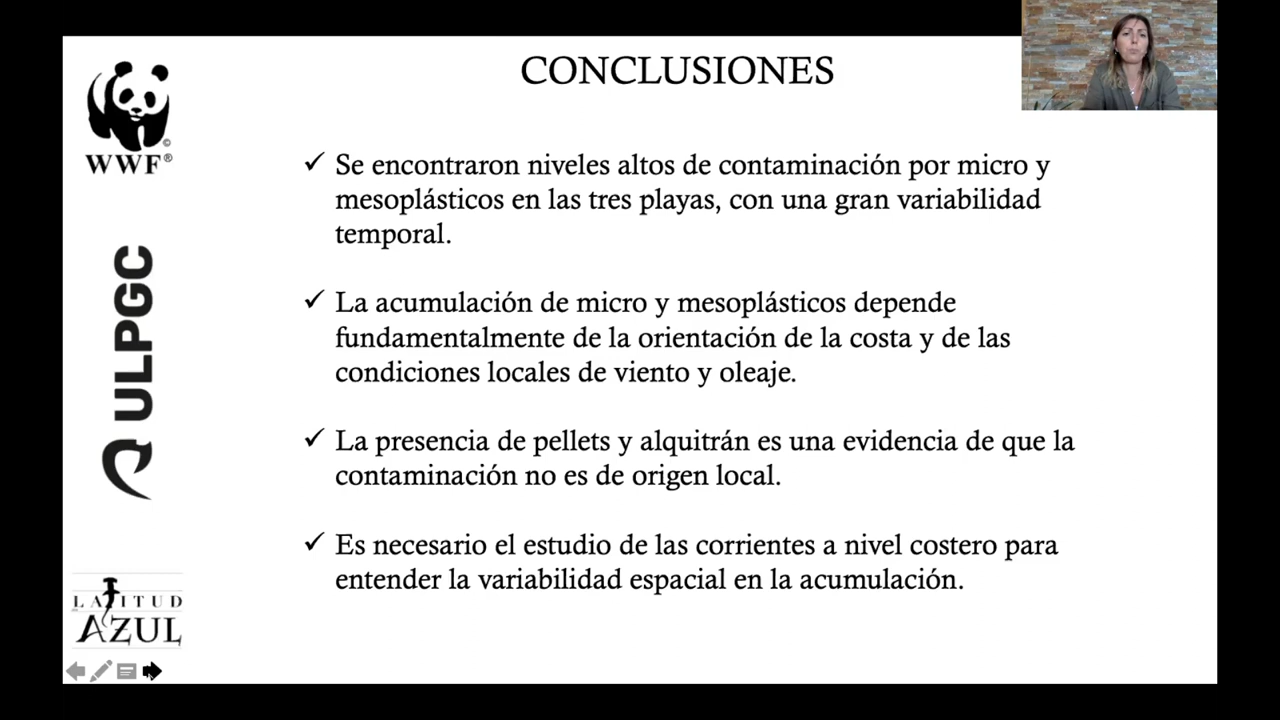 CONCLUSIONES
WWF®
©
✓ Se encontraron niveles altos de contaminación por micro y
mesoplásticos en las tres playas, con una gran variabilidad
temporal.
✓ La acumulación de micro y mesoplásticos depende
fundamentalmente de la orientación de la costa y de las
condiciones locales de viento y oleaje.
✓ La presencia de pellets y alquitrán es una evidencia de que la
contaminación no es de origen local.
✓ Es necesario el estudio de las corrientes a nivel costero para
entender la variabilidad espacial en la acumulación.
ULPGC
LATITUD
AZUL